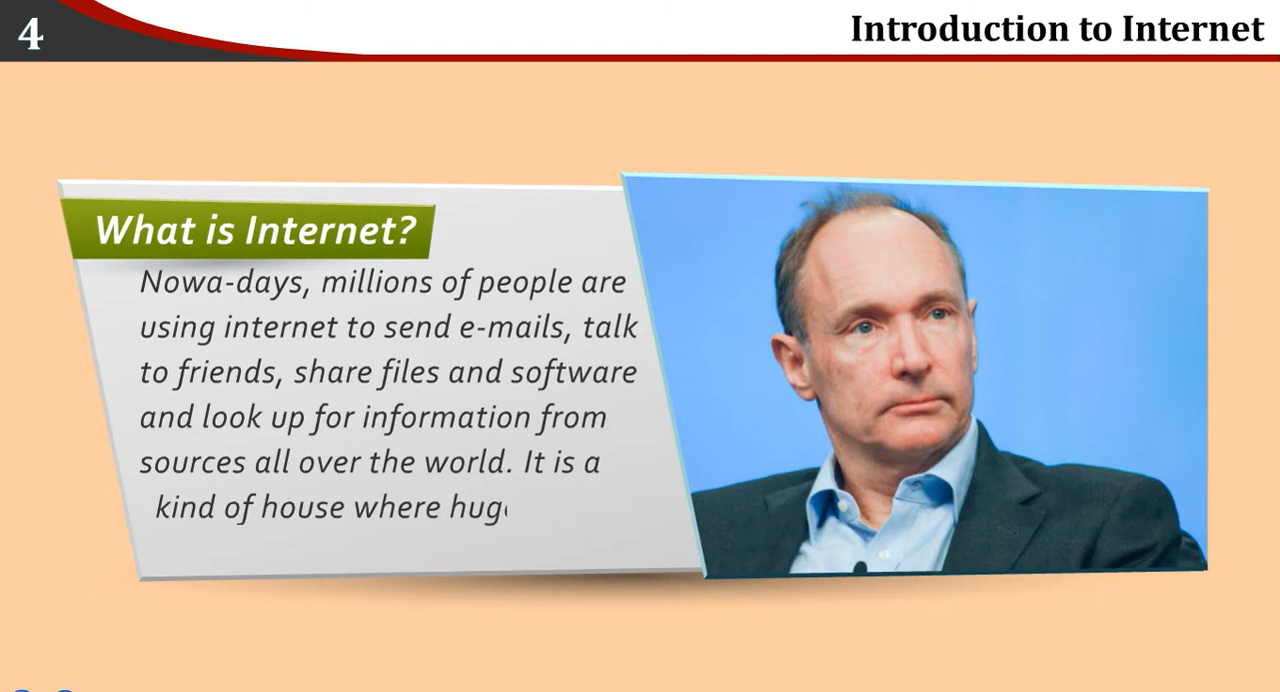 4
Introduction to Internet
What is Internet?
Nowa-days, millions of people are
using internet to send e-mails, talk
to friends, share files and software
and look up for information from
sources all over the world. It is a
kind of house where